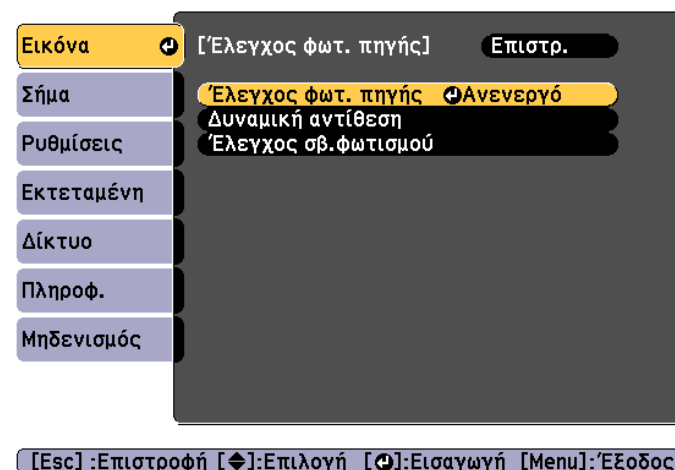 Εικόνα
[Έλεγχος φωτ. πηγής] Επιστρ.
Σήμα
Έλεγχος φωτ. πηγής Ανενεργό
Δυναμική αντίθεση
Έλεγχος σβ.φωτισμού
Ρυθμίσεις
Εκτεταμένη
Δίκτυο
Πληροφ.
Μηδενισμός
[Esc] :Επιστροφή [◆]:Επιλογή [⏎]:Εισαγωγή [Menu]:Έξοδος